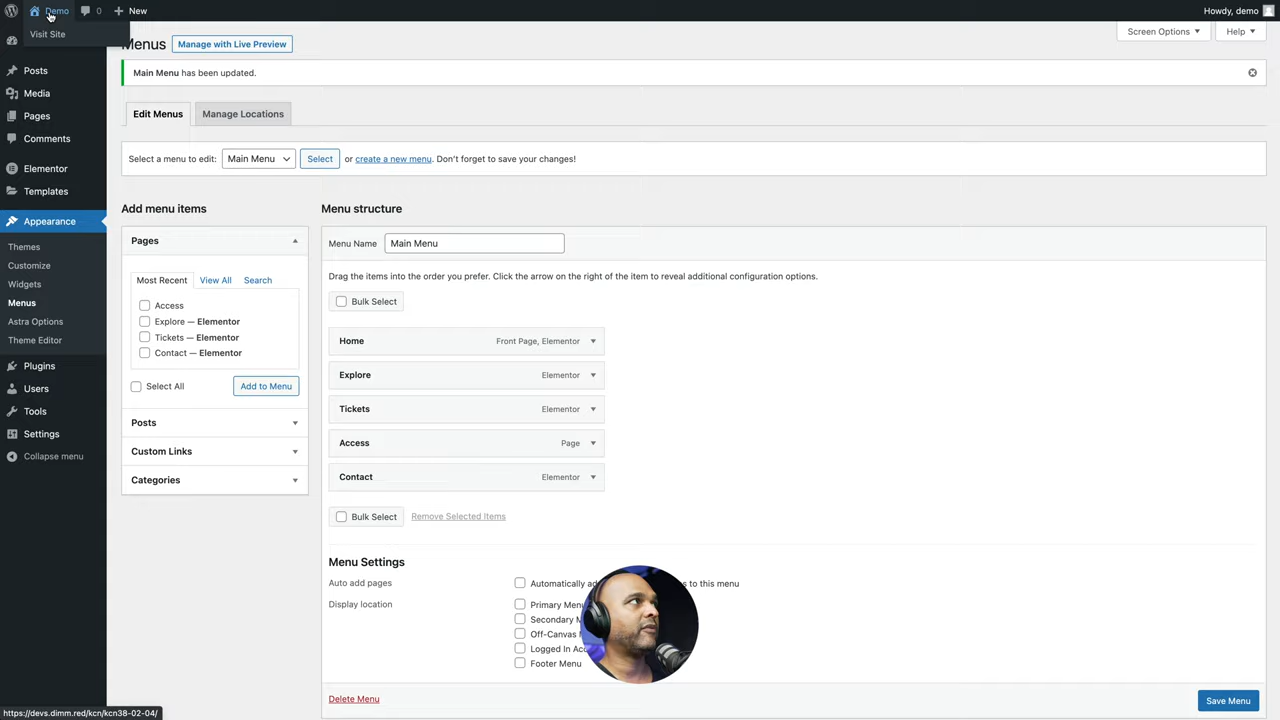 Demo
0
New
Howdy, demo
Visit Site
Menus
Manage with Live Preview
Screen Options
Help
Main Menu has been updated.
Posts
Media
Pages
Comments
Elementor
Templates
Appearance
Themes
Customize
Widgets
Menus
Astra Options
Theme Editor
Plugins
Users
Tools
Settings
Collapse menu
Edit Menus
Manage Locations
Select a menu to edit:
Main Menu
Select
or create a new menu. Don't forget to save your changes!
Add menu items
Pages
Most Recent
View All
Search
Access
Explore — Elementor
Tickets — Elementor
Contact — Elementor
Select All
Add to Menu
Posts
Custom Links
Categories
Menu structure
Menu Name
Main Menu
Drag the items into the order you prefer. Click the arrow on the right of the item to reveal additional configuration options.
Bulk Select
Home
Front Page, Elementor
Explore
Elementor
Tickets
Elementor
Access
Page
Contact
Elementor
Bulk Select
Remove Selected Items
Menu Settings
Auto add pages
Automatically
s to this menu
Display location
Primary Menu
Secondary
Off-Canvas
Logged In
Footer Menu
Delete Menu
Save Menu
https://devs.dimm.red/kcn/kcn38-02-04/